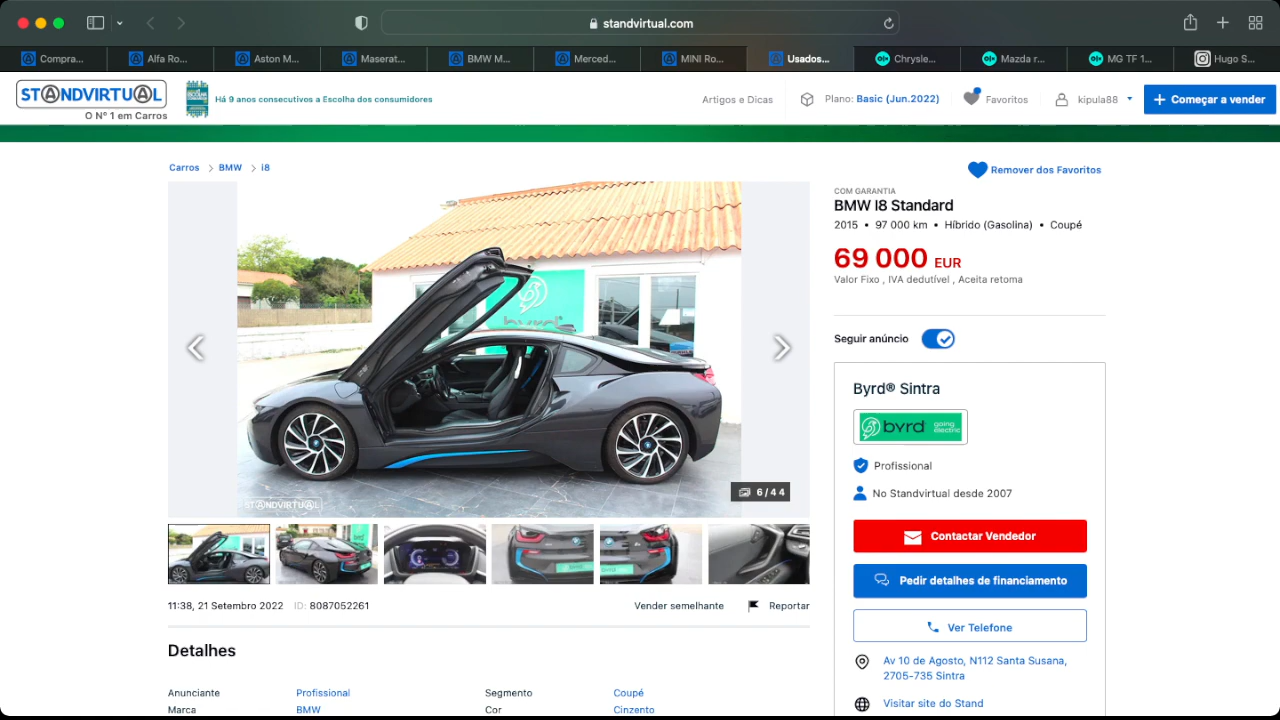 standvirtual.com
Compra...
Alfa Ro...
Aston M...
Maserat...
BMW M...
Merced...
MINI Ro...
Usados...
Chrysle...
Mazda r...
MG TF 1...
Hugo S...
STANDVIRTUAL
O Nº 1 em Carros
Há 9 anos consecutivos a Escolha dos consumidores
Artigos e Dicas
Plano: Basic (Jun.2022)
Favoritos
kipula88
+ Começar a vender
Carros > BMW > i8
Remover dos Favoritos
COM GARANTIA
BMW I8 Standard
2015 • 97 000 km • Híbrido (Gasolina) • Coupé
69 000 EUR
Valor Fixo , IVA dedutível , Aceita retoma
Seguir anúncio
STANDVIRTUAL
6 / 44
Byrd® Sintra
byrd going electric
Profissional
No Standvirtual desde 2007
Contactar Vendedor
Pedir detalhes de financiamento
Ver Telefone
Av 10 de Agosto, N112 Santa Susana,
2705-735 Sintra
Visitar site do Stand
11:38, 21 Setembro 2022 ID: 8087052261
Vender semelhante
Reportar
Detalhes
Anunciante Profissional
Segmento Coupé
Marca BMW
Cor Cinzento